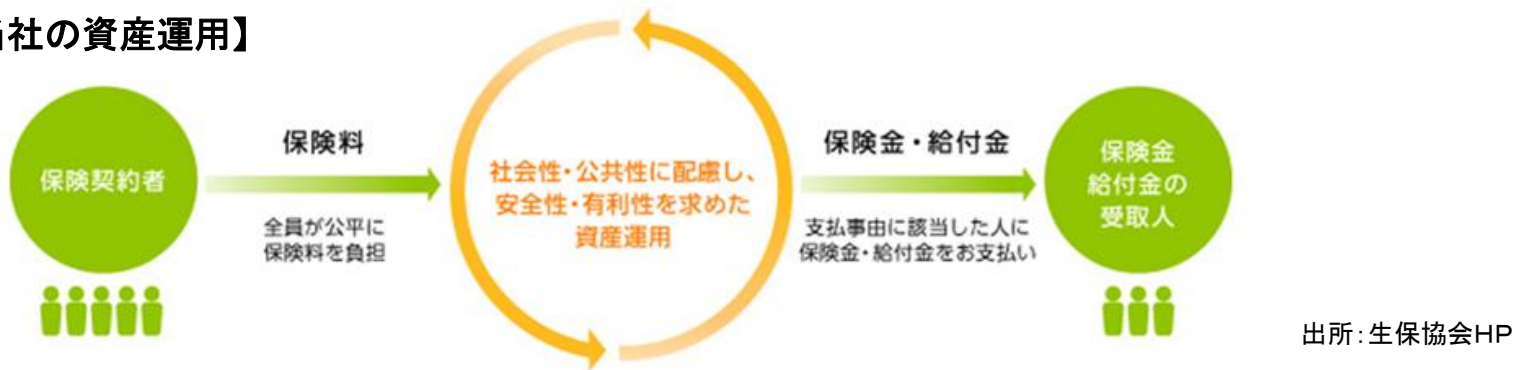 社の資産運用】
保険契約者
保険料
全員が公平に
保険料を負担
社会性・公共性に配慮し、
安全性・有利性を求めた
資産運用
保険金・給付金
支払事由に該当した人に
保険金・給付金をお支払い
保険金
給付金の
受取人
出所：生保協会HP